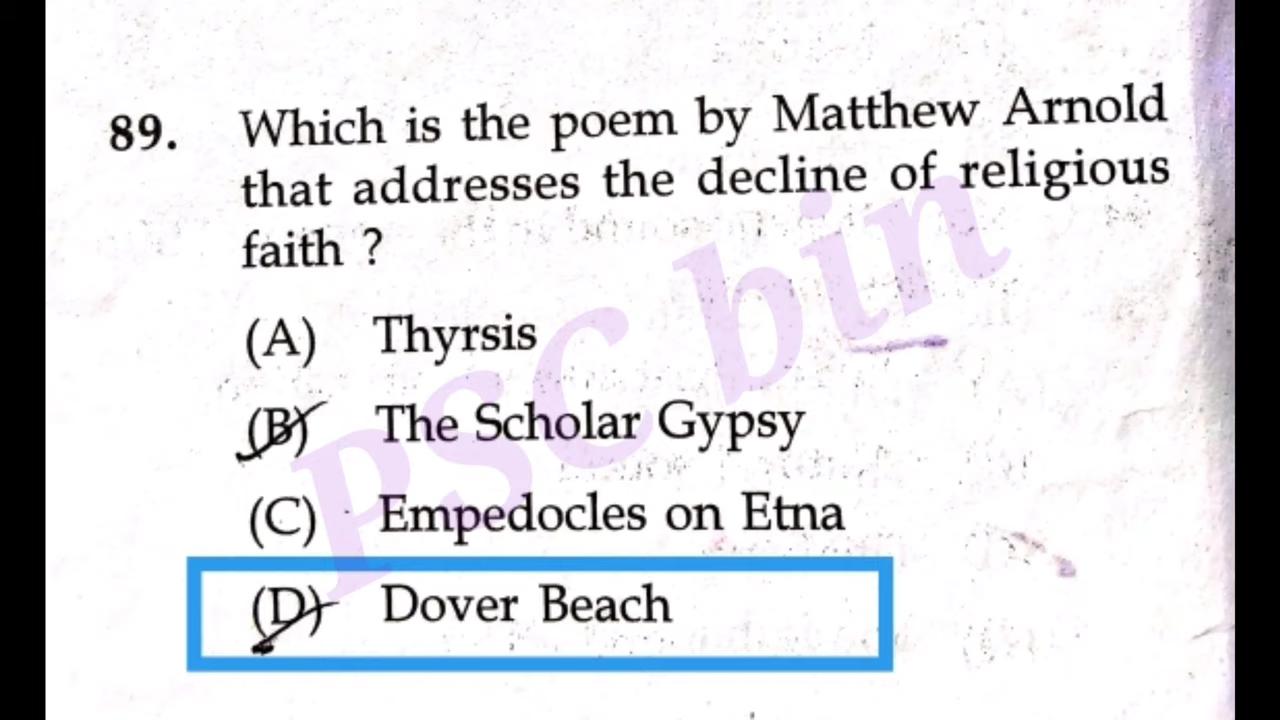 89. Which is the poem by Matthew Arnold
that addresses the decline of religious
faith ?
(A) Thyrsis
(B) The Scholar Gypsy
(C) Empedocles on Etna
(D) Dover Beach
PSC bin